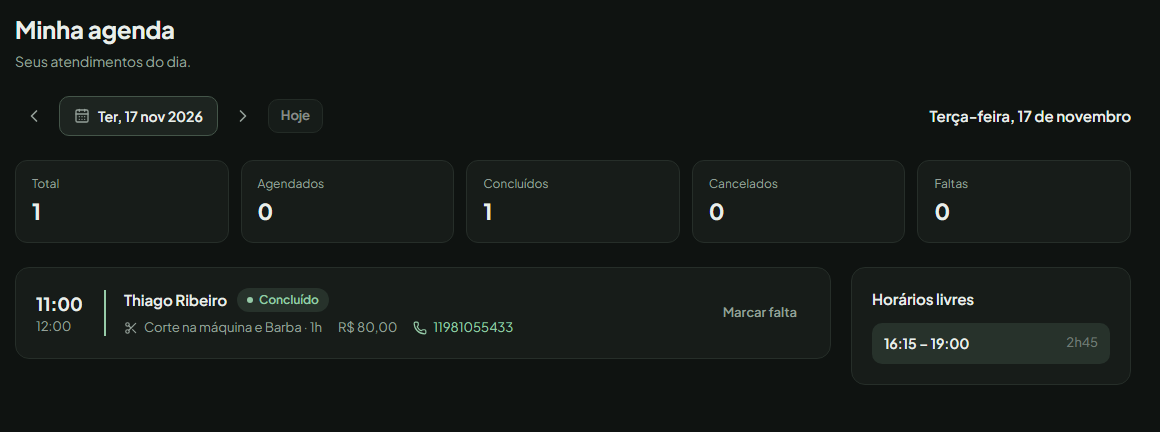 Minha agenda
Seus atendimentos do dia.
Ter, 17 nov 2026
Hoje
Terça-feira, 17 de novembro
Total
1
Agendados
0
Concluídos
1
Cancelados
0
Faltas
0
11:00
12:00
Thiago Ribeiro
Concluído
Corte na máquina e Barba · 1h
R$ 80,00
11981055433
Marcar falta
Horários livres
16:15 – 19:00
2h45